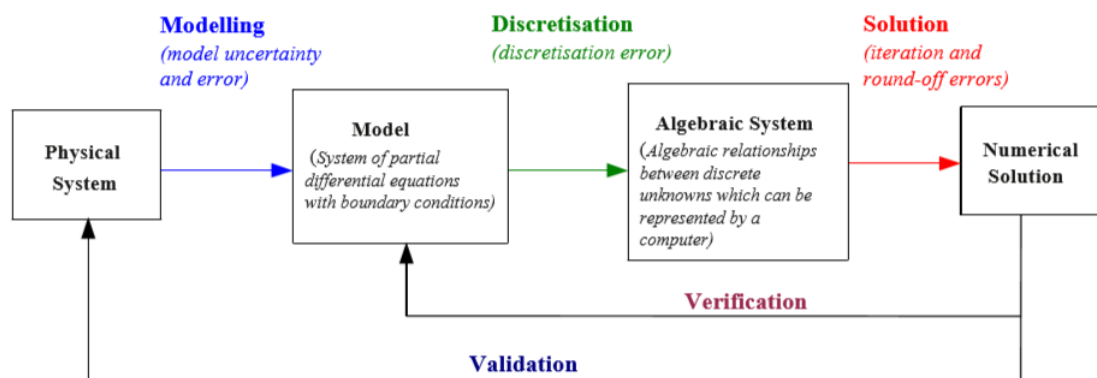 Modelling
(model uncertainty
and error)
Discretisation
(discretisation error)
Solution
(iteration and
round-off errors)
Physical
System
Model
(System of partial
differential equations
with boundary conditions)
Algebraic System
(Algebraic relationships
between discrete
unknowns which can be
represented by a
computer)
Numerical
Solution
Verification
Validation